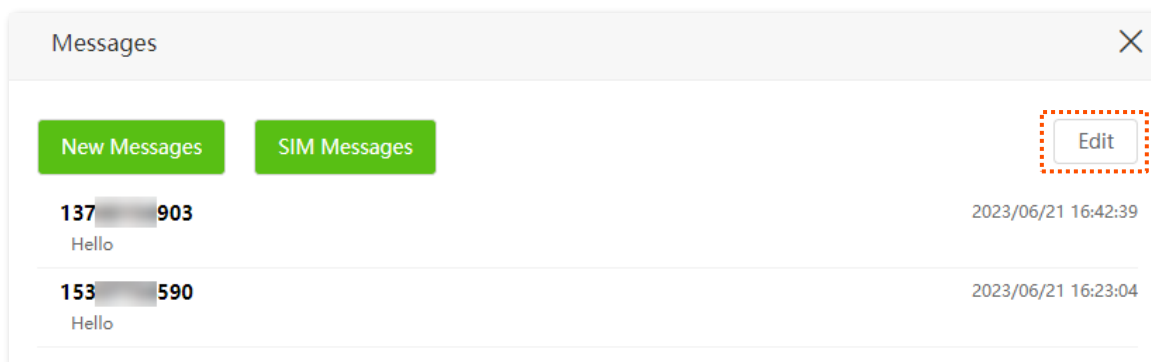 Messages
New Messages SIM Messages Edit
137 903 2023/06/21 16:42:39
Hello
153 590 2023/06/21 16:23:04
Hello